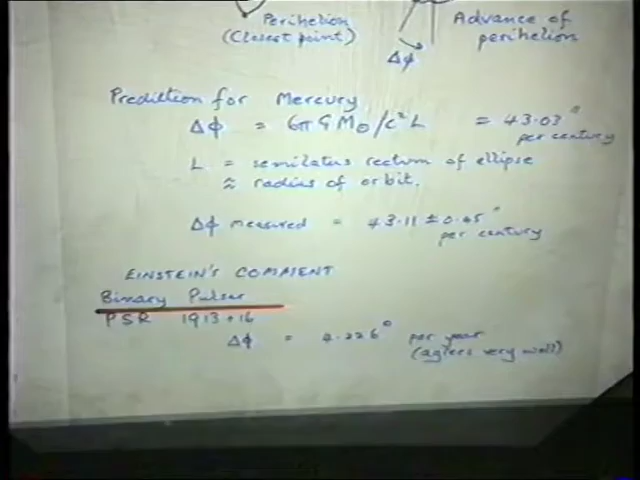 Perihelion
(Closest point)
Advance of
perihelion
Δϕ
Prediction for Mercury
Δϕ = 6π G M⊙/c² L = 43.03"
per century
L = semilatus rectum of ellipse
≈ radius of orbit.
Δϕ measured = 43.11 ± 0.45"
per century
EINSTEIN'S COMMENT
Binary Pulsar
PSR 1913+16
Δϕ = 4.226° per year
(agrees very well)